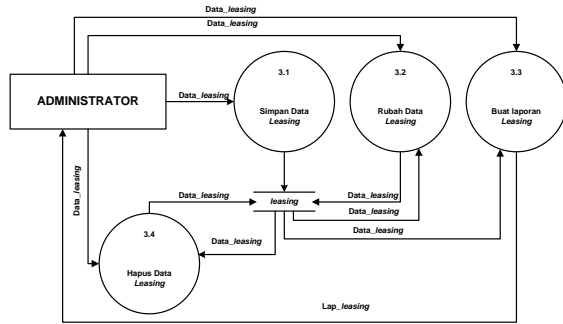 Data_leasing
Data_leasing
ADMINISTRATOR
Data_leasing
3.1
Simpan Data
Leasing
3.2
Rubah Data
Leasing
3.3
Buat laporan
Leasing
Data_leasing
Data_leasing
leasing
Data_leasing
Data_leasing
Data_leasing
Data_leasing
3.4
Hapus Data
Leasing
Lap_leasing